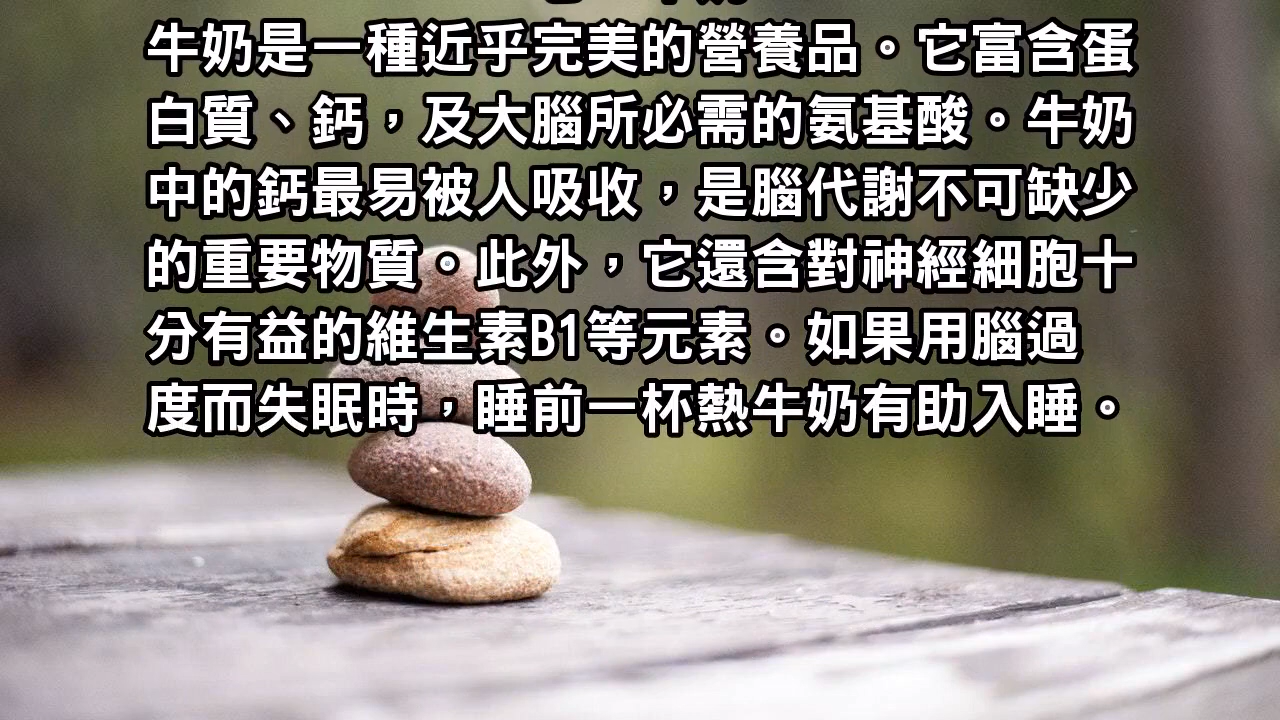 牛奶是一種近乎完美的營養品。它富含蛋
白質、鈣，及大腦所必需的氨基酸。牛奶
中的鈣最易被人吸收，是腦代謝不可缺少
的重要物質。此外，它還含對神經細胞十
分有益的維生素B1等元素。如果用腦過
度而失眠時，睡前一杯熱牛奶有助入睡。